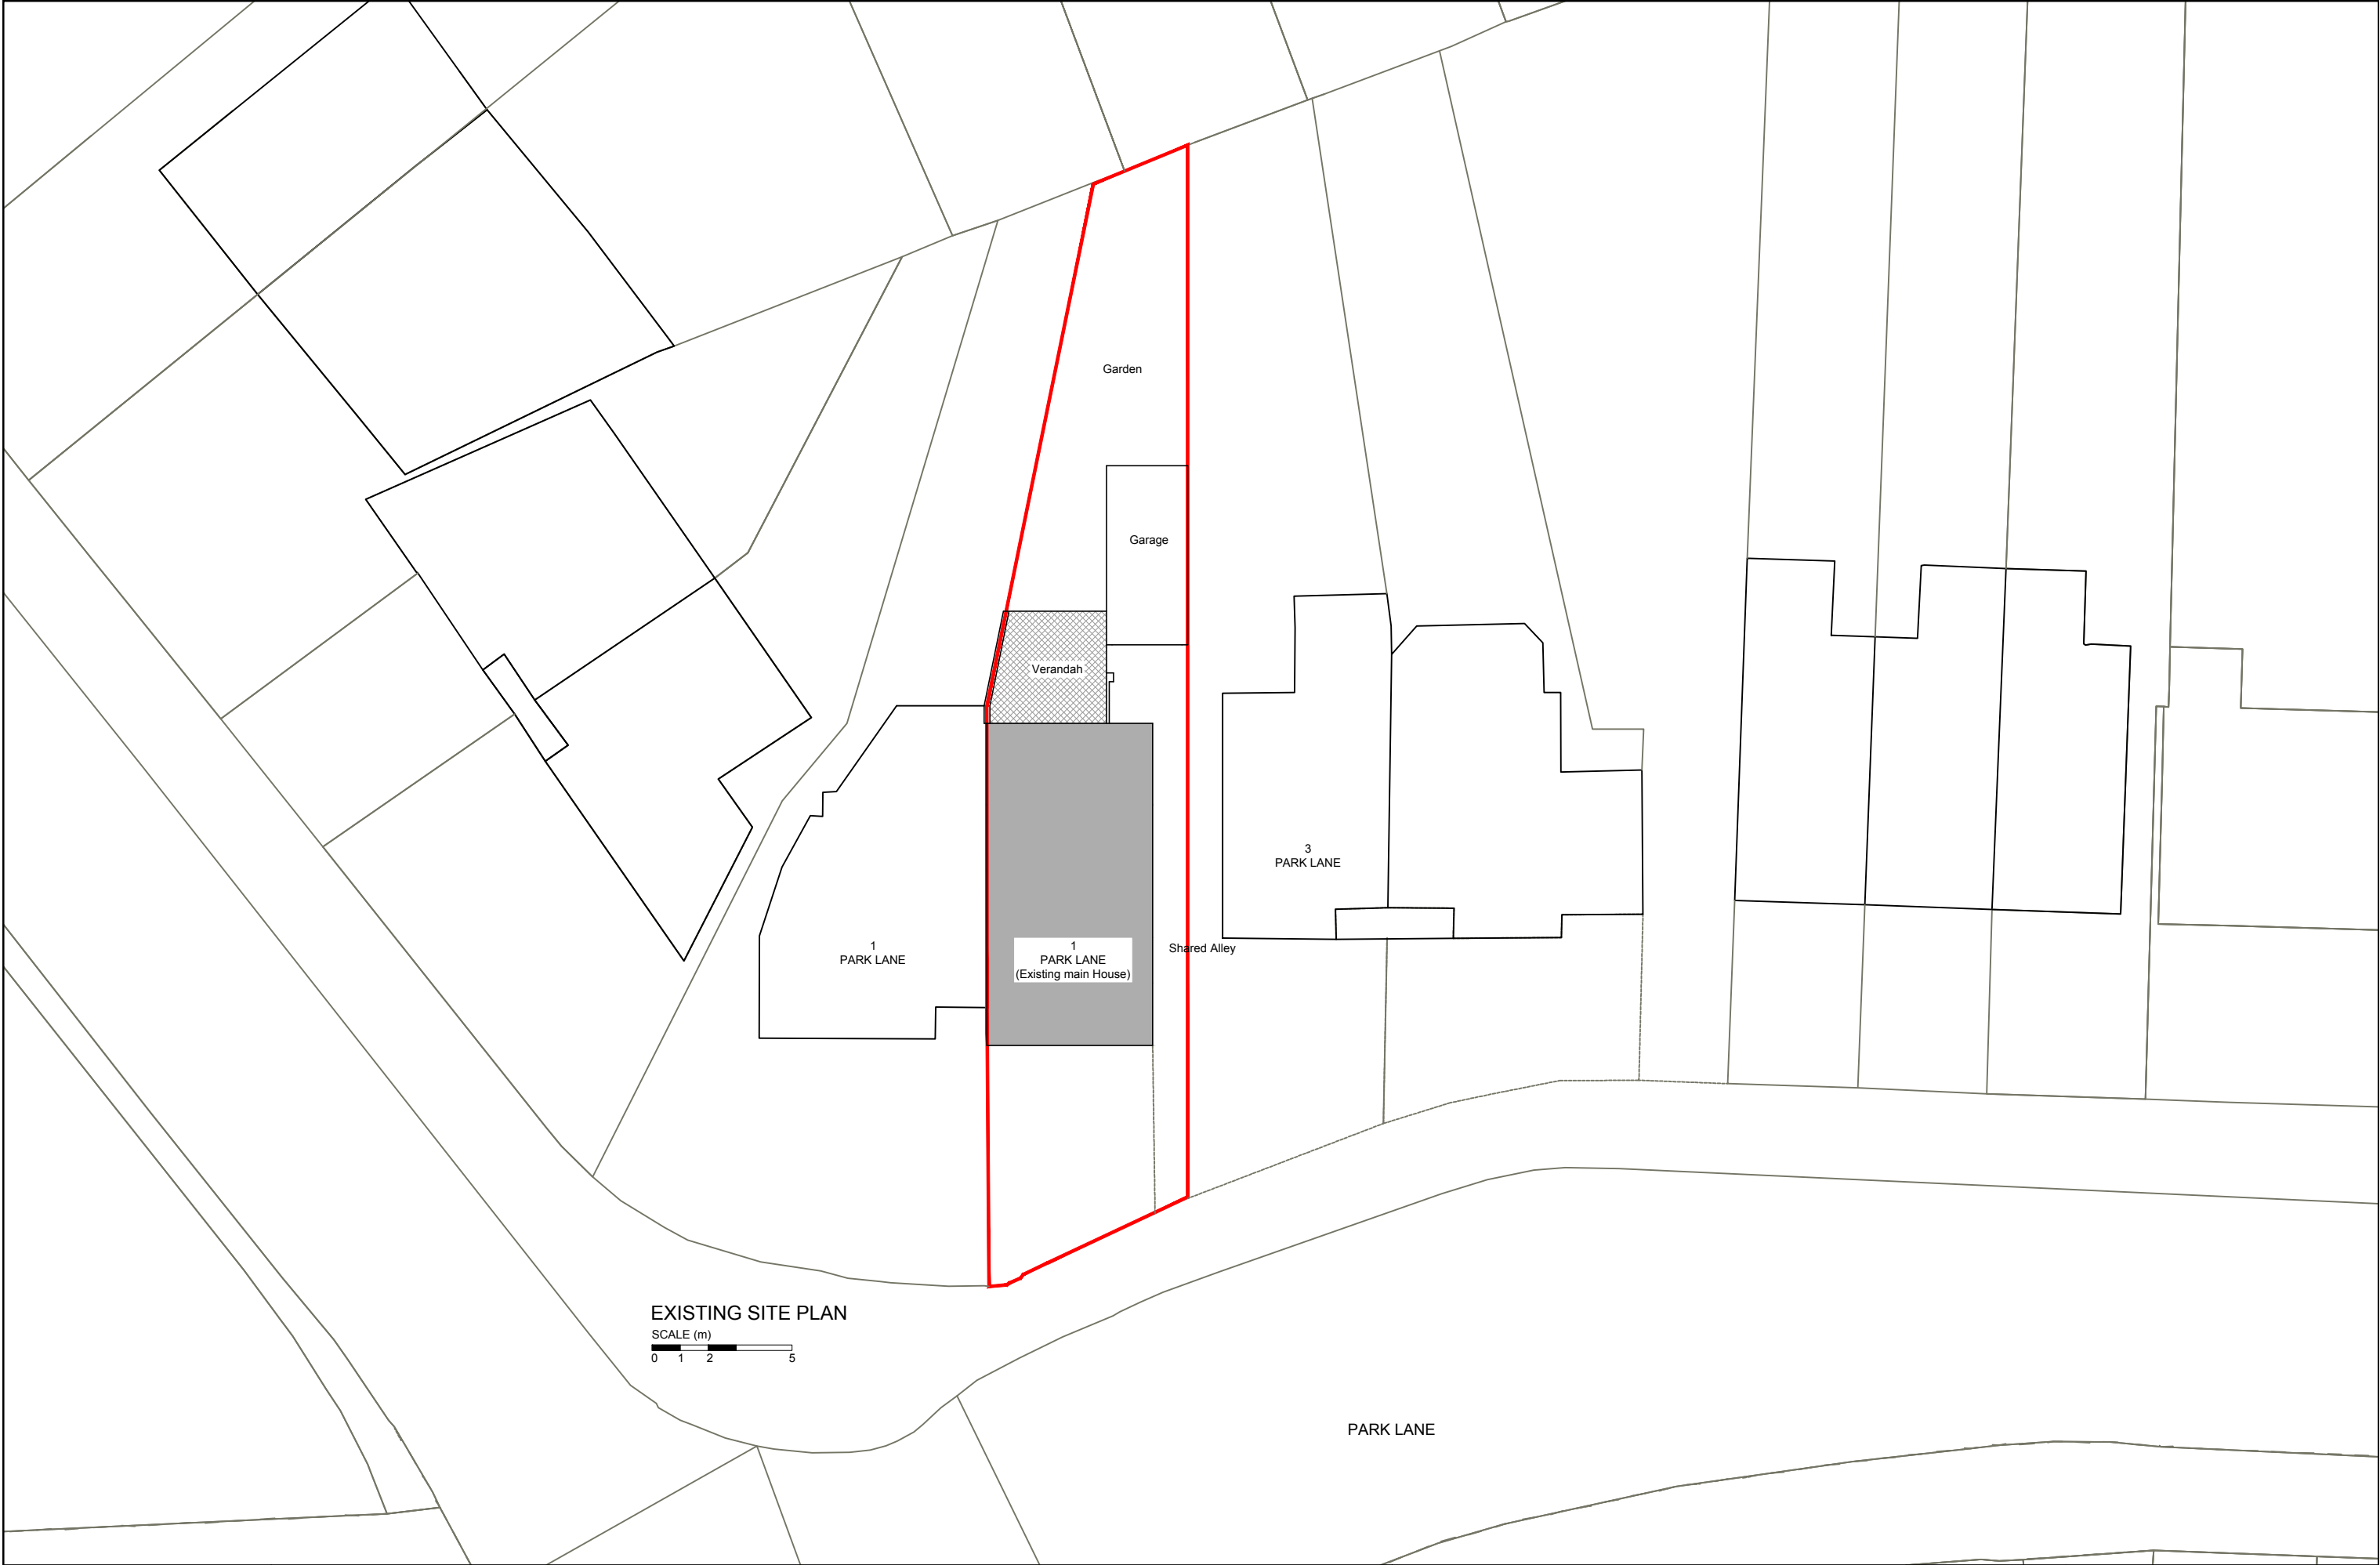 Garden
Garage
Verandah
3
PARK LANE
1
PARK LANE
1
PARK LANE
(Existing main House)
Shared Alley
EXISTING SITE PLAN
SCALE (m)
0 1 2 5
PARK LANE